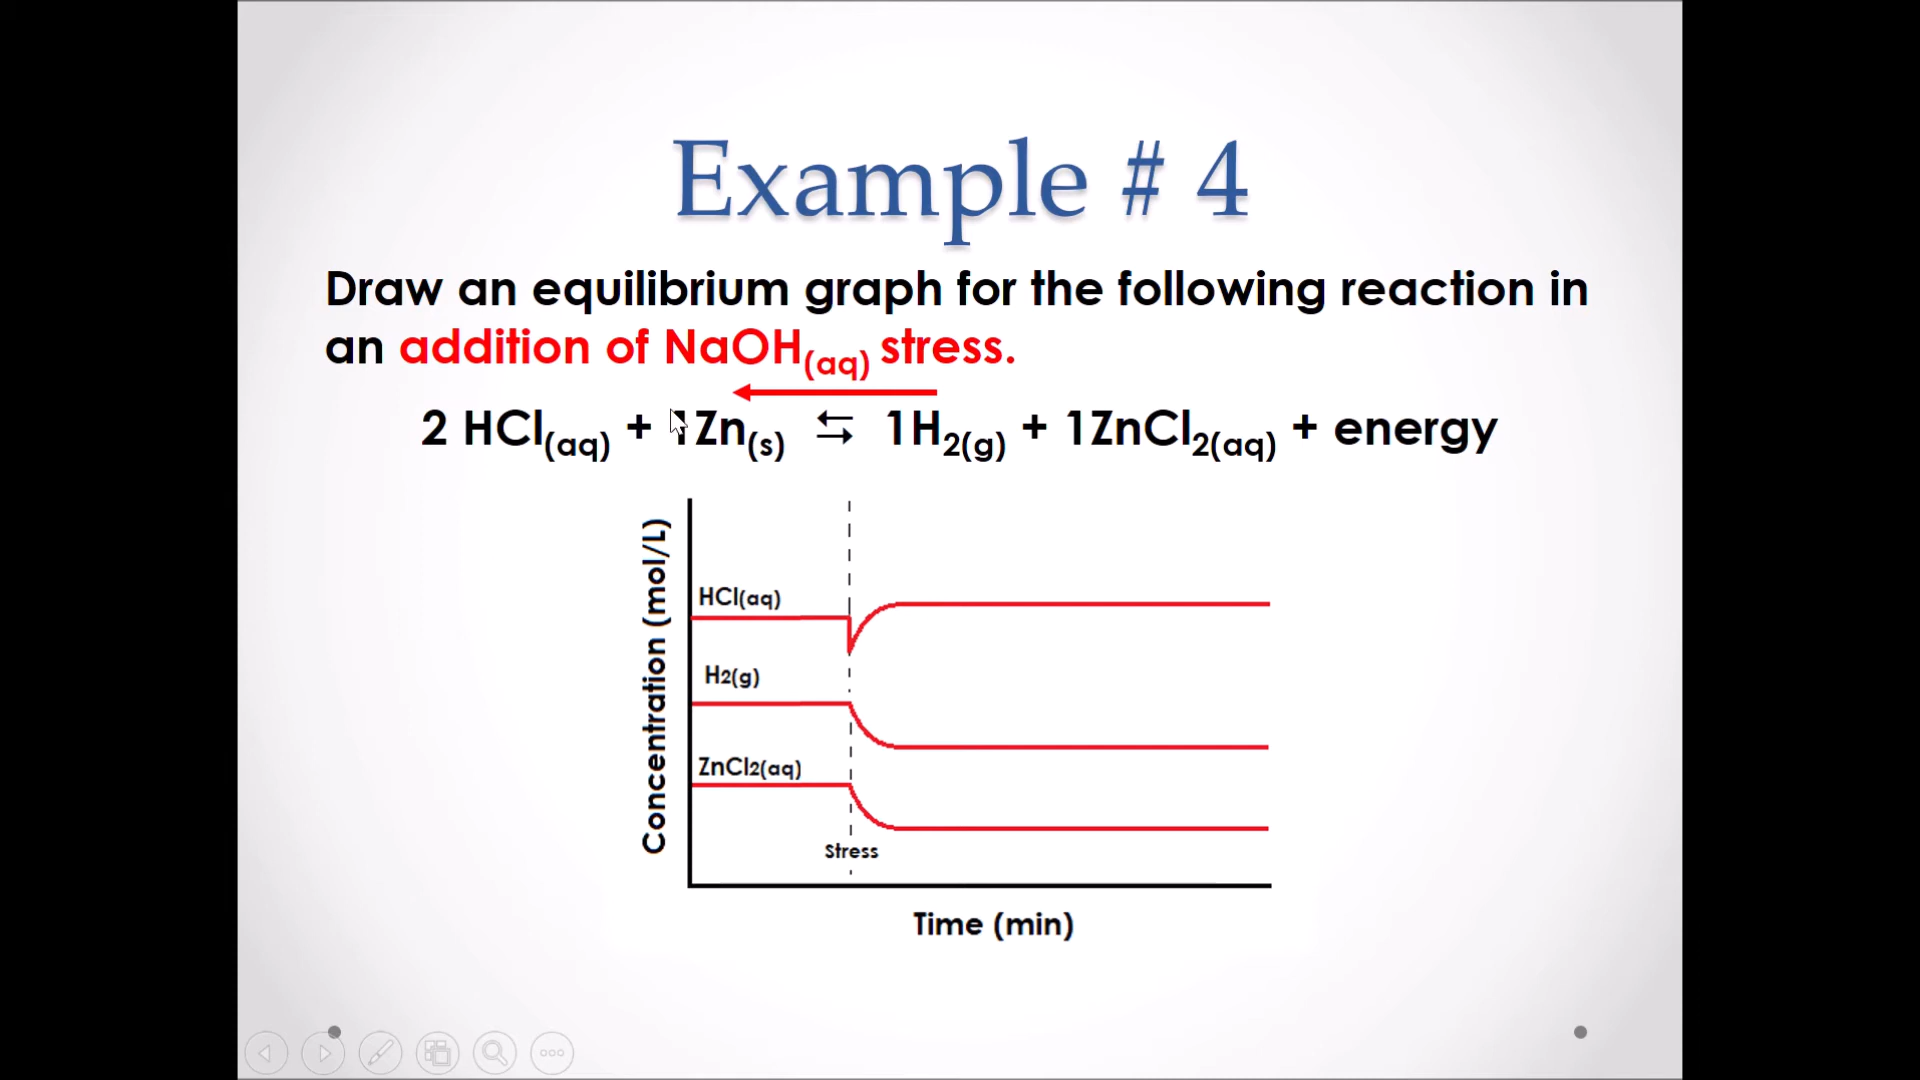 Example # 4
Draw an equilibrium graph for the following reaction in
an addition of NaOH(aq) stress.
2 HCl(aq) + 1Zn(s) ⇆ 1H2(g) + 1ZnCl2(aq) + energy
Concentration (mol/L)
HCl(aq)
H2(g)
ZnCl2(aq)
Stress
Time (min)